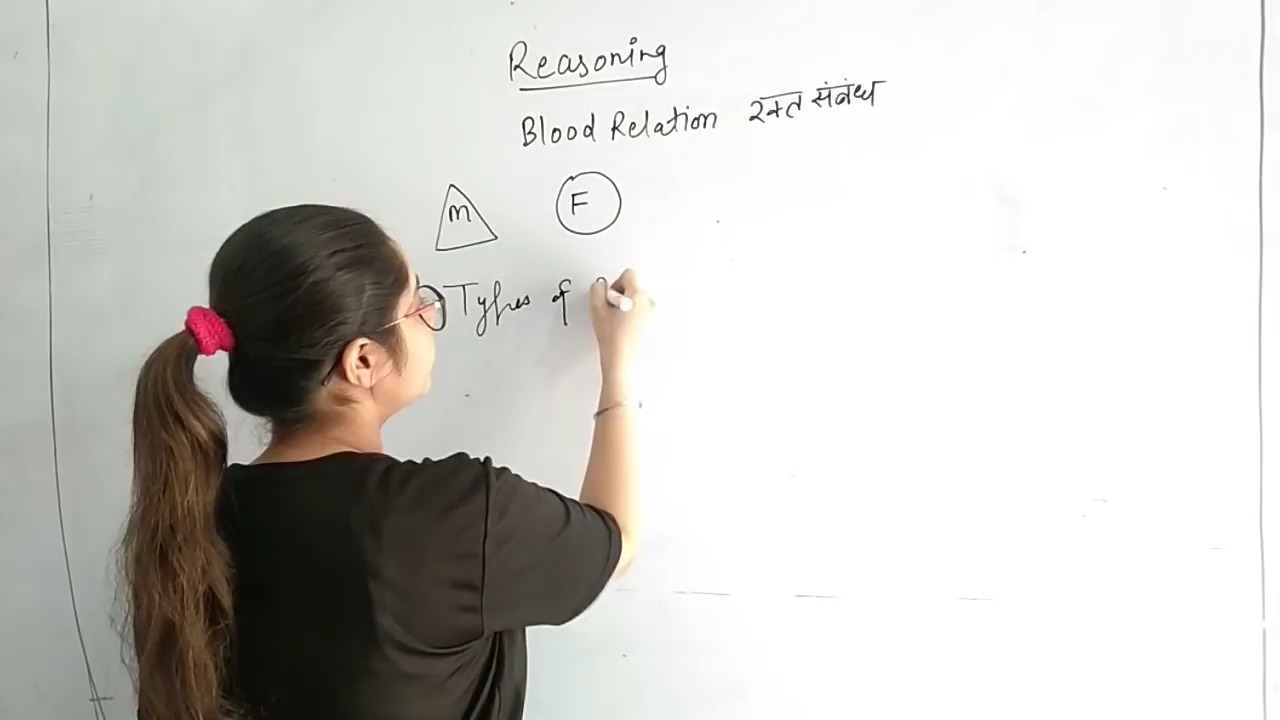 Reasoning
Blood Relation रक्त संबंध
m F
Types of